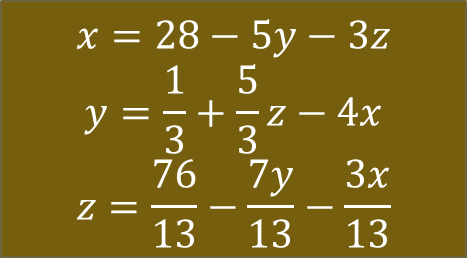 x = 28 − 5y − 3z
y = 1/3 + 5/3 z − 4x
z = 76/13 − 7y/13 − 3x/13